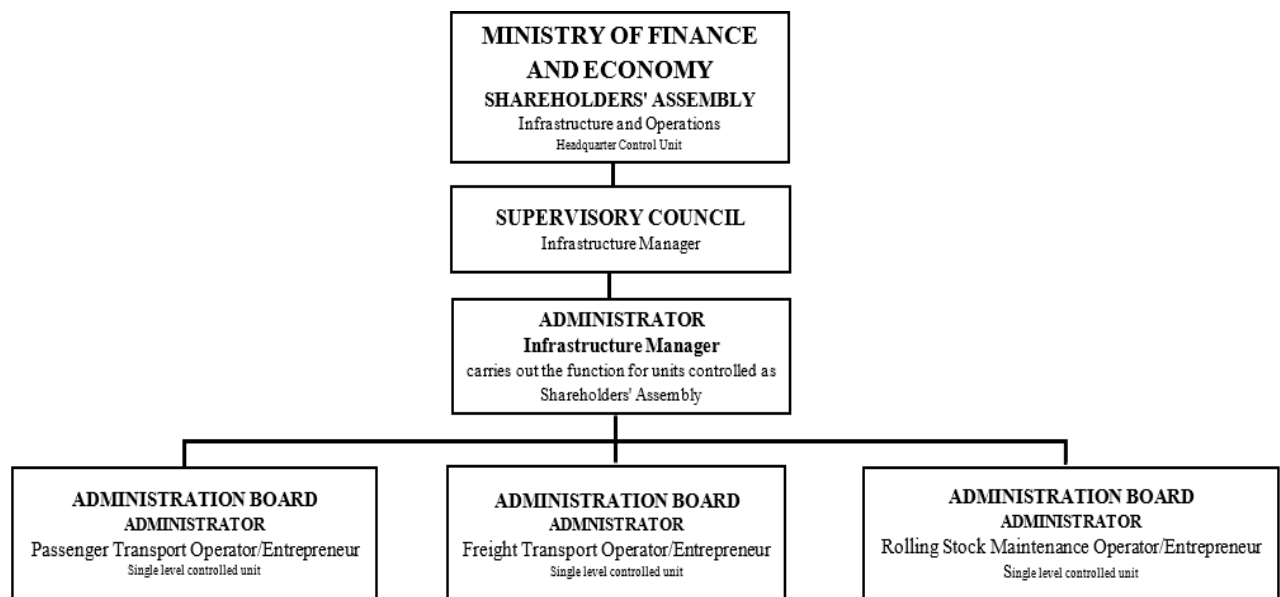 MINISTRY OF FINANCE
AND ECONOMY
SHAREHOLDERS' ASSEMBLY
Infrastructure and Operations
Headquarter Control Unit
SUPERVISORY COUNCIL
Infrastructure Manager
ADMINISTRATOR
Infrastructure Manager
carries out the function for units controlled as
Shareholders' Assembly
ADMINISTRATION BOARD
ADMINISTRATOR
Passenger Transport Operator/Entrepreneur
Single level controlled unit
ADMINISTRATION BOARD
ADMINISTRATOR
Freight Transport Operator/Entrepreneur
Single level controlled unit
ADMINISTRATION BOARD
ADMINISTRATOR
Rolling Stock Maintenance Operator/Entrepreneur
Single level controlled unit